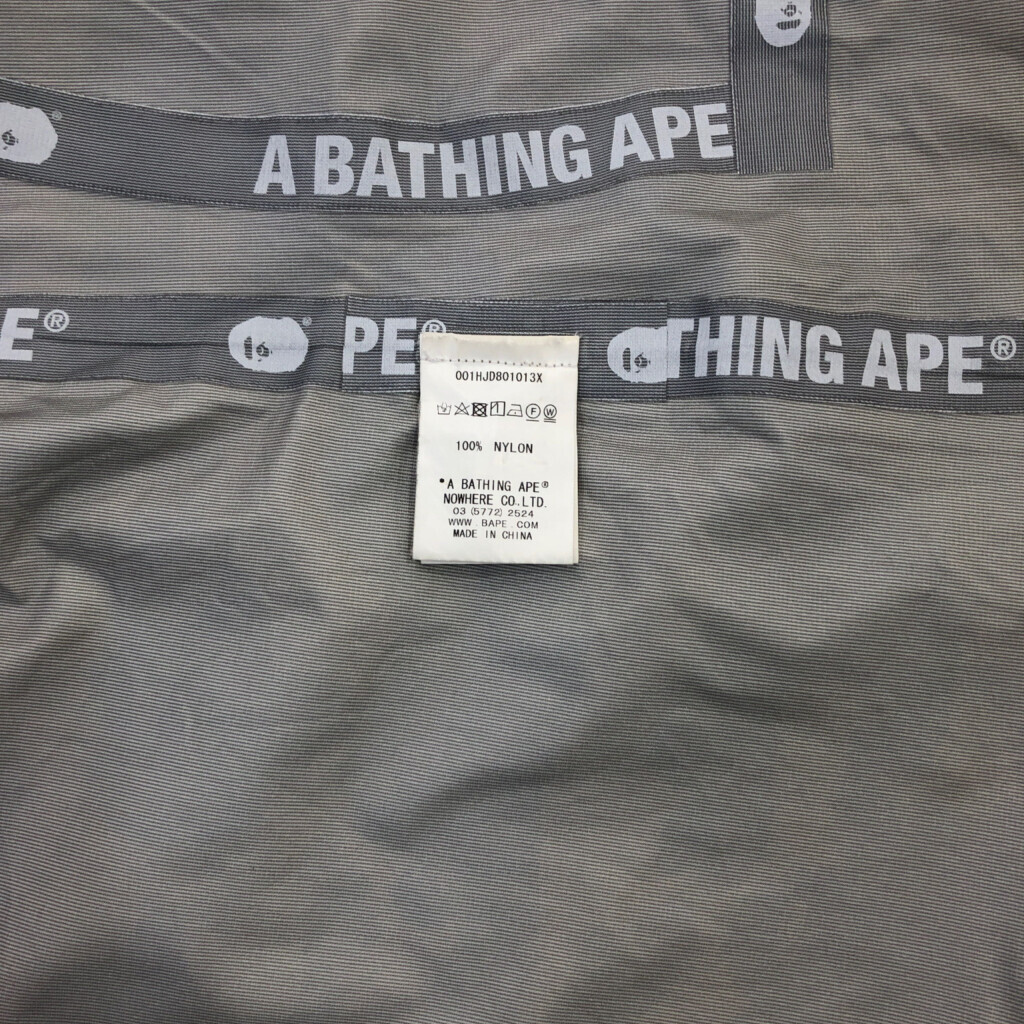 A BATHING APE
E®
PE®
THING APE®
001HJD801013X
100% NYLON
*A BATHING APE®
NOWHERE CO.,LTD.
03 (5772) 2524
WWW.BAPE.COM
MADE IN CHINA